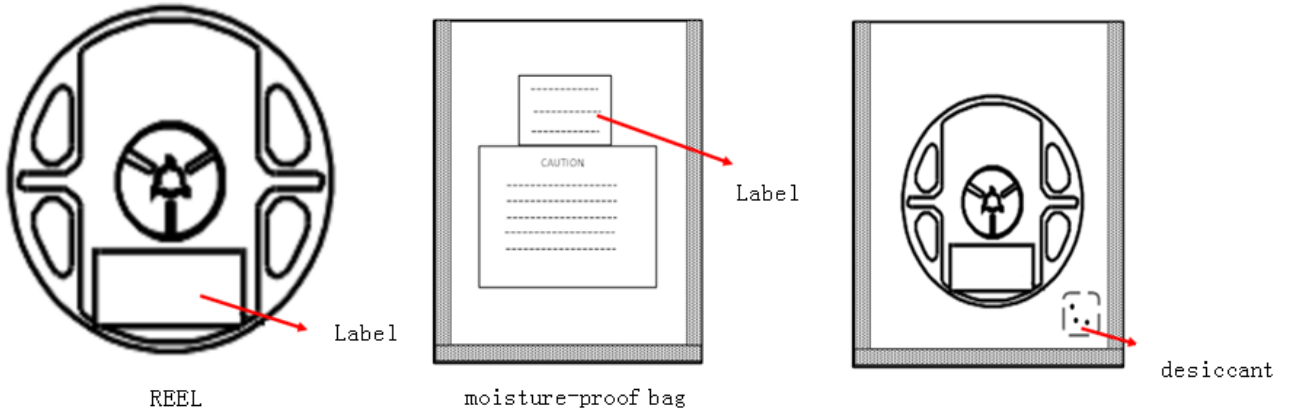 CAUTION
Label
Label
desiccant
REEL
moisture-proof bag